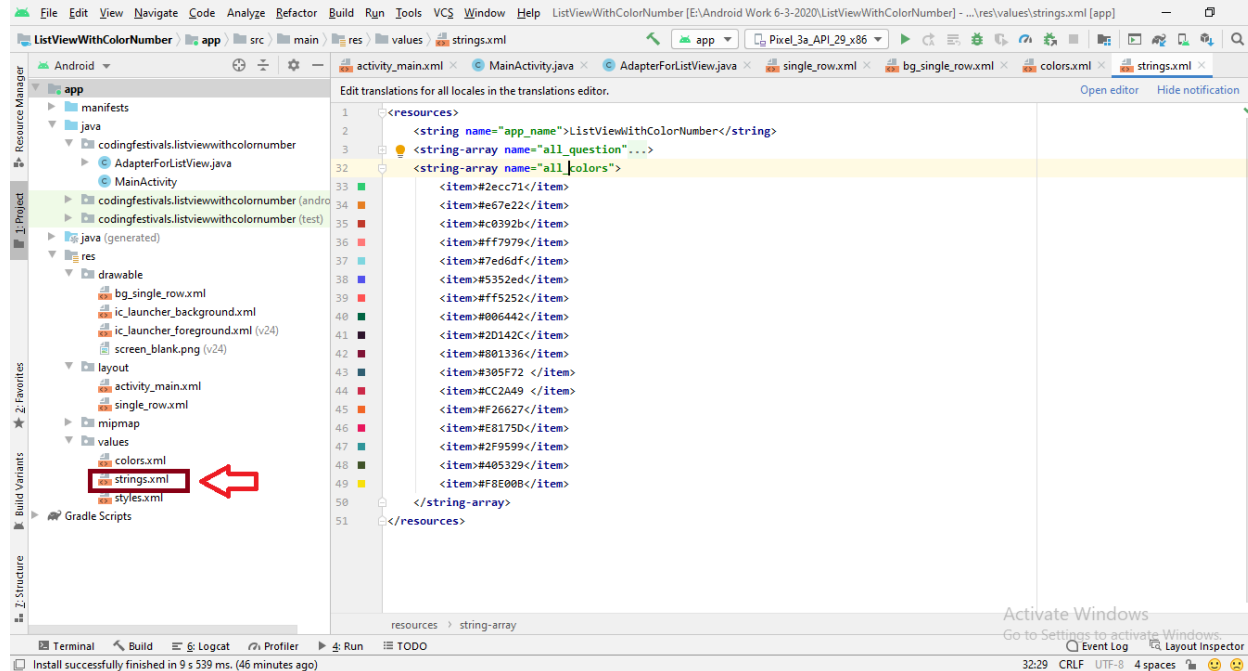 File Edit View Navigate Code Analyze Refactor Build Run Tools VCS Window Help ListViewWithColorNumber [E:\Android Work 6-3-2020\ListViewWithColorNumber] - ...\res\values\strings.xml [app]
ListViewWithColorNumber app src main res values strings.xml app Pixel_3a_API_29_x86
Android
activity_main.xml MainActivity.java AdapterForListView.java single_row.xml bg_single_row.xml colors.xml strings.xml
Edit translations for all locales in the translations editor. Open editor Hide notification
Resource Manager
1: Project
2: Favorites
Build Variants
7: Structure
app
manifests
java
codingfestivals.listviewwithcolornumber
AdapterForListView.java
MainActivity
codingfestivals.listviewwithcolornumber (andro
codingfestivals.listviewwithcolornumber (test)
java (generated)
res
drawable
bg_single_row.xml
ic_launcher_background.xml
ic_launcher_foreground.xml (v24)
screen_blank.png (v24)
layout
activity_main.xml
single_row.xml
mipmap
values
colors.xml
strings.xml
styles.xml
Gradle Scripts
1 <resources>
2 <string name="app_name">ListViewWithColorNumber</string>
3 <string-array name="all_question"...>
32 <string-array name="all_colors">
33 <item>#2ecc71</item>
34 <item>#e67e22</item>
35 <item>#c0392b</item>
36 <item>#ff7979</item>
37 <item>#7ed6df</item>
38 <item>#5352ed</item>
39 <item>#ff5252</item>
40 <item>#006442</item>
41 <item>#2D142C</item>
42 <item>#801336</item>
43 <item>#305F72 </item>
44 <item>#CC2A49 </item>
45 <item>#F26627</item>
46 <item>#E8175D</item>
47 <item>#2F9599</item>
48 <item>#405329</item>
49 <item>#F8E00B</item>
50 </string-array>
51 </resources>
Activate Windows
Go to Settings to activate Windows.
resources › string-array
Terminal Build 6: Logcat Profiler 4: Run TODO Event Log Layout Inspector
Install successfully finished in 9 s 539 ms. (46 minutes ago) 32:29 CRLF UTF-8 4 spaces